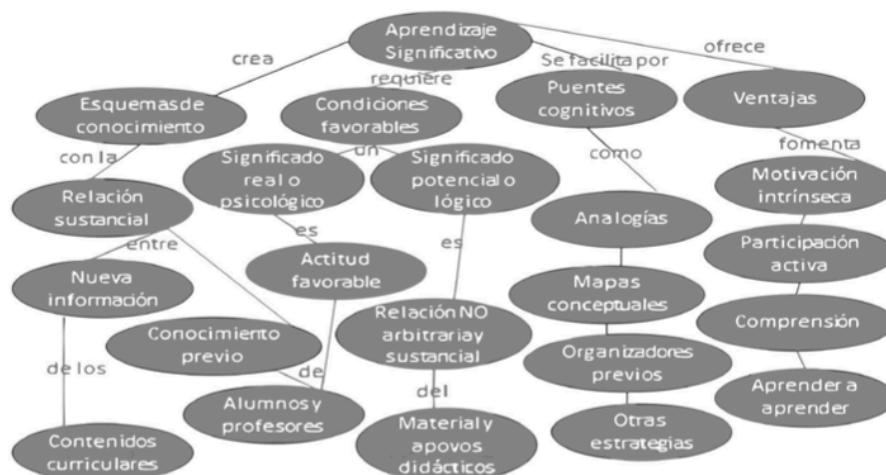 Aprendizaje
Significativo
crea
requiere
Se facilita por
ofrece
Esquemas de
conocimiento
Condiciones
favorables
Puentes
cognitivos
Ventajas
con la
un
como
fomenta
Relación
sustancial
Significado
real o
psicológico
Significado
potencial o
lógico
Motivación
intrínseca
entre
es
es
Analogías
Participación
activa
Nueva
información
Actitud
favorable
Mapas
conceptuales
Conocimiento
previo
Relación NO
arbitraria y
sustancial
Comprensión
de los
de
del
Organizadores
previos
Aprender a
aprender
Alumnos y
profesores
Otras
estrategias
Contenidos
curriculares
Material y
apoyos
didácticos